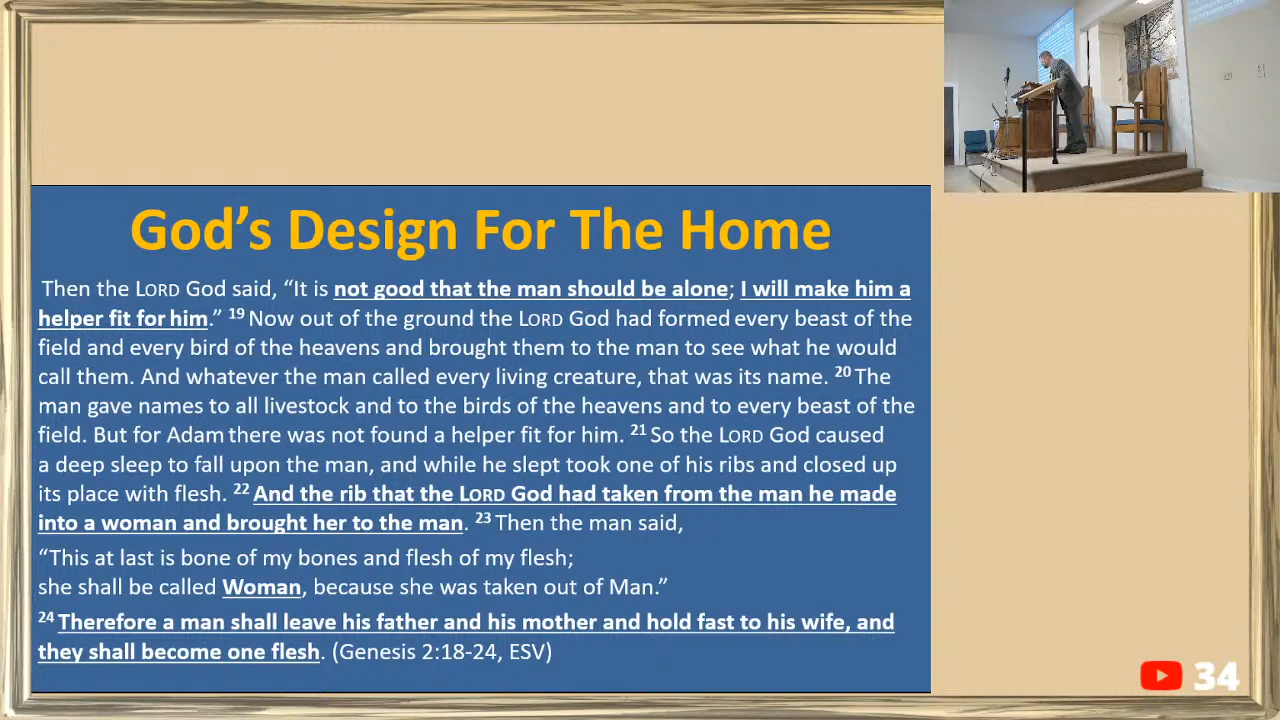 God’s Design For The Home
Then the LORD God said, “It is not good that the man should be alone; I will make him a
helper fit for him.” 19 Now out of the ground the LORD God had formed every beast of the
field and every bird of the heavens and brought them to the man to see what he would
call them. And whatever the man called every living creature, that was its name. 20 The
man gave names to all livestock and to the birds of the heavens and to every beast of the
field. But for Adam there was not found a helper fit for him. 21 So the LORD God caused
a deep sleep to fall upon the man, and while he slept took one of his ribs and closed up
its place with flesh. 22 And the rib that the LORD God had taken from the man he made
into a woman and brought her to the man. 23 Then the man said,
“This at last is bone of my bones and flesh of my flesh;
she shall be called Woman, because she was taken out of Man.”
24 Therefore a man shall leave his father and his mother and hold fast to his wife, and
they shall become one flesh. (Genesis 2:18-24, ESV)
34